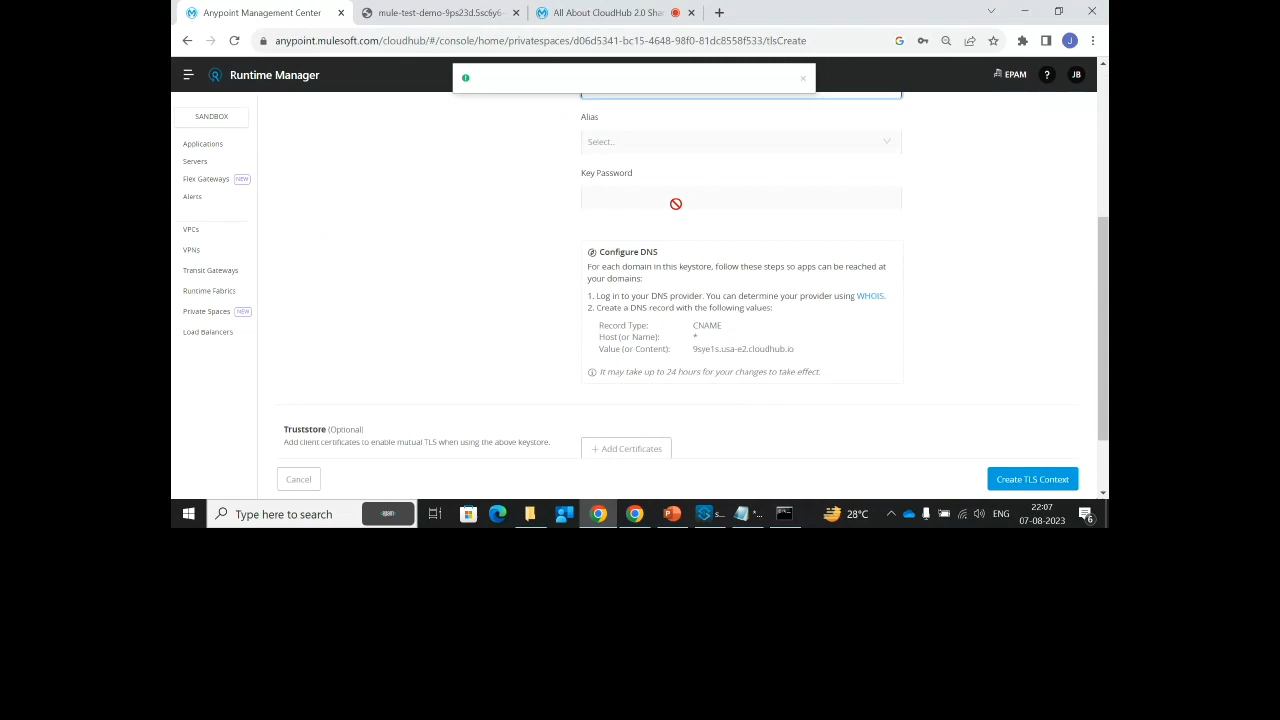 Anypoint Management Center
mule-test-demo-9ps23d.5sc6y6-
All About CloudHub 2.0 Shar
anypoint.mulesoft.com/cloudhub/#/console/home/privatespaces/d06d5341-bc15-4648-98f0-81dc8558f533/tlsCreate
J
Runtime Manager
EPAM
?
JB
SANDBOX
Applications
Servers
Flex Gateways NEW
Alerts
VPCs
VPNs
Transit Gateways
Runtime Fabrics
Private Spaces NEW
Load Balancers
Alias
Select..
Key Password
Configure DNS
For each domain in this keystore, follow these steps so apps can be reached at
your domains:
1. Log in to your DNS provider. You can determine your provider using WHOIS.
2. Create a DNS record with the following values:
Record Type: CNAME
Host (or Name): *
Value (or Content): 9sye1s.usa-e2.cloudhub.io
It may take up to 24 hours for your changes to take effect.
Truststore (Optional)
Add client certificates to enable mutual TLS when using the above keystore.
+ Add Certificates
Cancel
Create TLS Context
Type here to search
s...
*...
28°C
ENG
22:07
07-08-2023
6